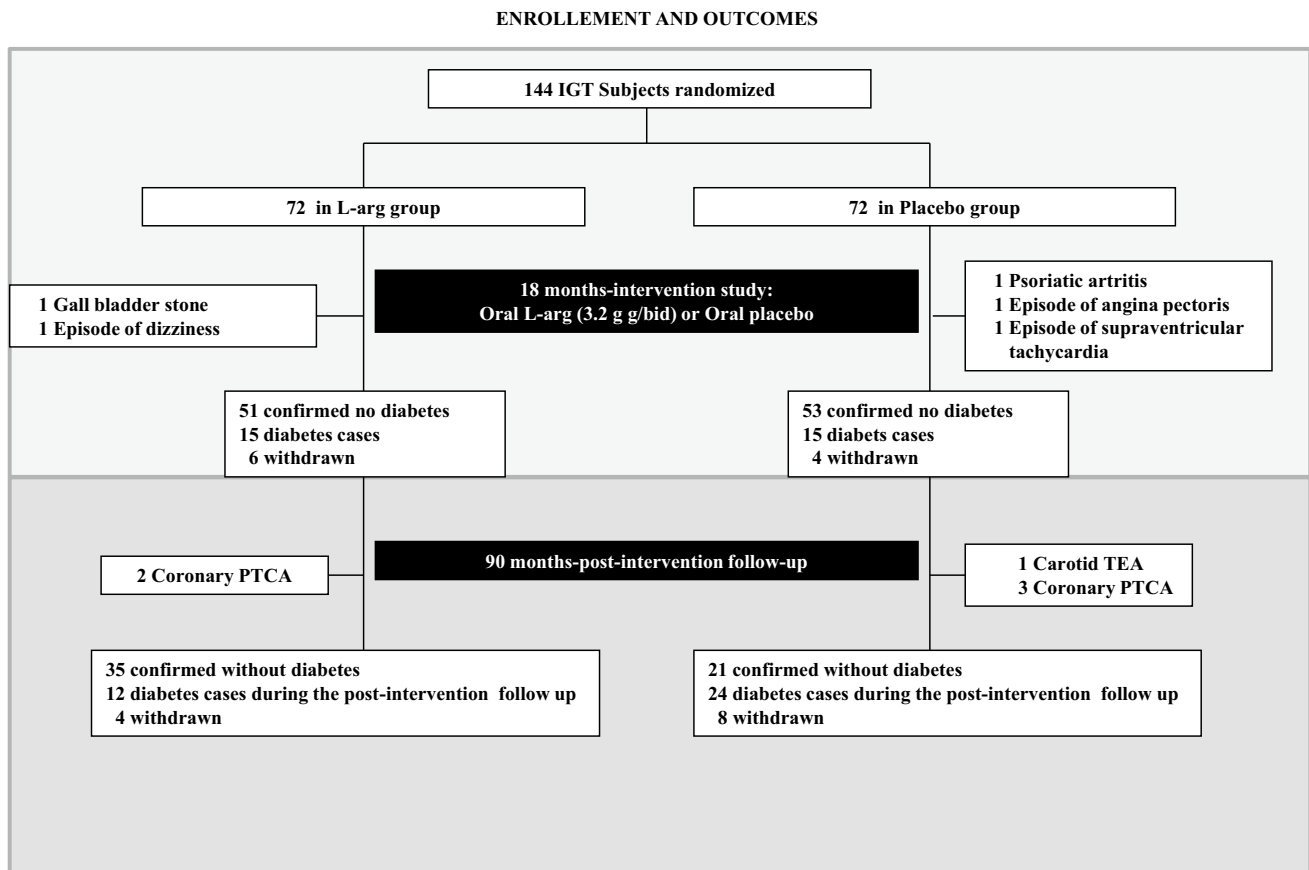 ENROLLEMENT AND OUTCOMES
144 IGT Subjects randomized
72 in L-arg group
72 in Placebo group
18 months-intervention study:
Oral L-arg (3.2 g g/bid) or Oral placebo
1 Gall bladder stone
1 Episode of dizziness
1 Psoriatic artritis
1 Episode of angina pectoris
1 Episode of supraventricular
tachycardia
51 confirmed no diabetes
15 diabetes cases
6 withdrawn
53 confirmed no diabetes
15 diabets cases
4 withdrawn
90 months-post-intervention follow-up
2 Coronary PTCA
1 Carotid TEA
3 Coronary PTCA
35 confirmed without diabetes
12 diabetes cases during the post-intervention follow up
4 withdrawn
21 confirmed without diabetes
24 diabetes cases during the post-intervention follow up
8 withdrawn